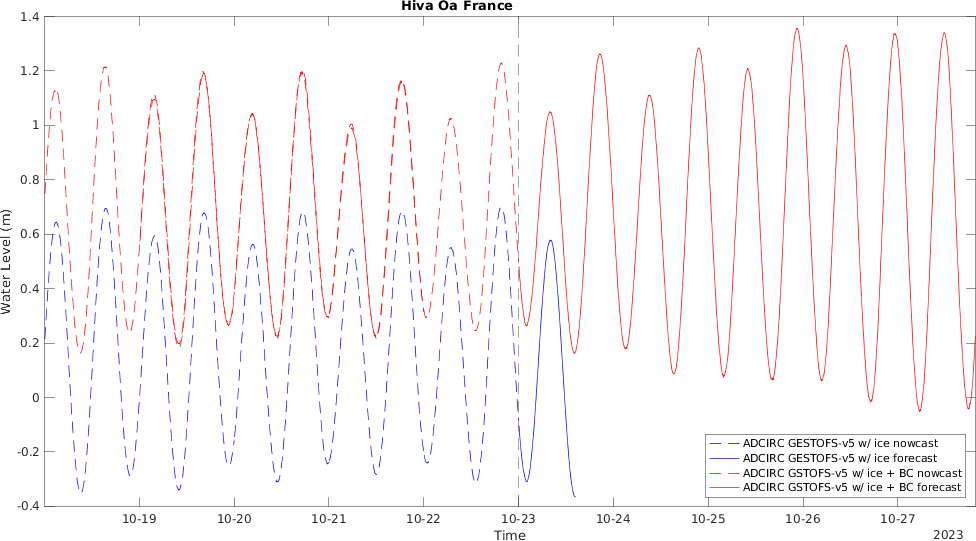 Hiva Oa France
1.4
1.2
1
0.8
0.6
0.4
0.2
0
-0.2
-0.4
Water Level (m)
ADCIRC GESTOFS-v5 w/ ice nowcast
ADCIRC GESTOFS-v5 w/ ice forecast
ADCIRC GSTOFS-v5 w/ ice + BC nowcast
ADCIRC GSTOFS-v5 w/ ice + BC forecast
10-19 10-20 10-21 10-22 10-23 10-24 10-25 10-26 10-27
Time
2023